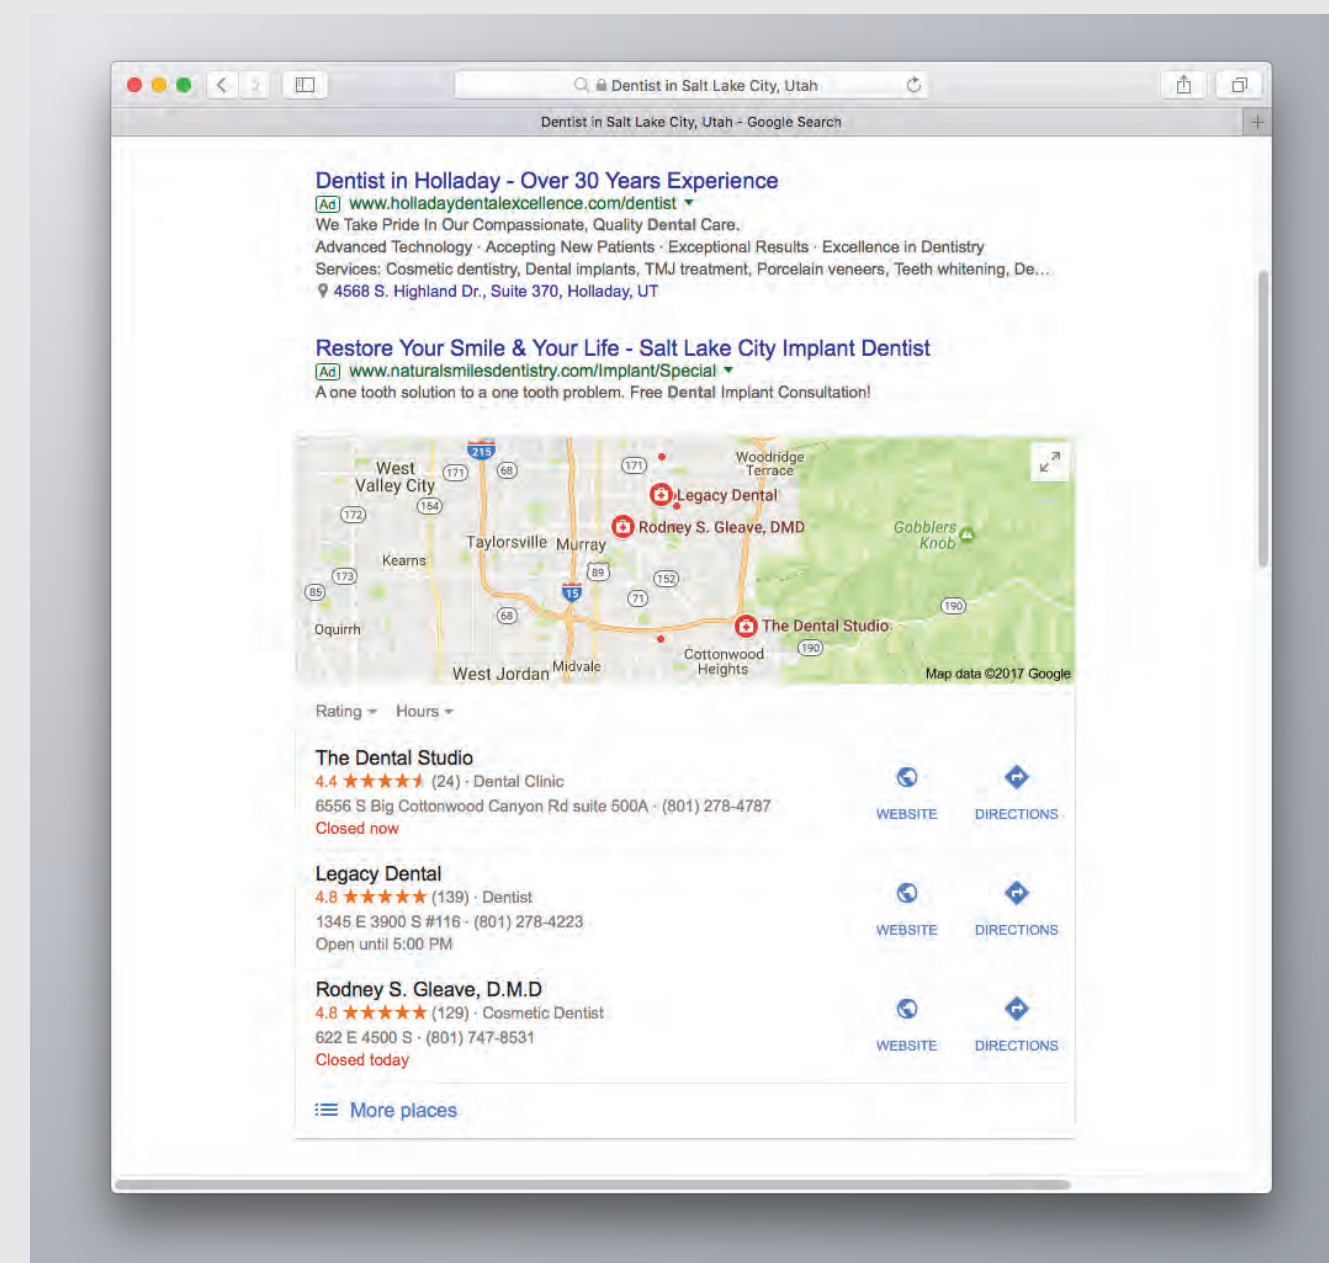 Dentist in Salt Lake City, Utah
Dentist in Salt Lake City, Utah - Google Search
Dentist in Holladay - Over 30 Years Experience
Ad www.holladaydentalexcellence.com/dentist
We Take Pride In Our Compassionate, Quality Dental Care.
Advanced Technology · Accepting New Patients · Exceptional Results · Excellence in Dentistry
Services: Cosmetic dentistry, Dental implants, TMJ treatment, Porcelain veneers, Teeth whitening, De...
4568 S. Highland Dr., Suite 370, Holladay, UT
Restore Your Smile & Your Life - Salt Lake City Implant Dentist
Ad www.naturalsmilesdentistry.com/Implant/Special
A one tooth solution to a one tooth problem. Free Dental Implant Consultation!
215
West
Valley City
171
68
171
Woodridge
Terrace
Legacy Dental
154
172
Rodney S. Gleave, DMD
Gobblers
Knob
Taylorsville
Murray
Kearns
173
89
152
85
15
71
190
68
The Dental Studio
Oquirrh
190
Cottonwood
Heights
West Jordan
Midvale
Map data ©2017 Google
Rating
Hours
The Dental Studio
4.4 (24) · Dental Clinic
6556 S Big Cottonwood Canyon Rd suite 500A · (801) 278-4787
Closed now
WEBSITE
DIRECTIONS
Legacy Dental
4.8 (139) · Dentist
1345 E 3900 S #116 · (801) 278-4223
Open until 5:00 PM
WEBSITE
DIRECTIONS
Rodney S. Gleave, D.M.D
4.8 (129) · Cosmetic Dentist
622 E 4500 S · (801) 747-8531
Closed today
WEBSITE
DIRECTIONS
More places